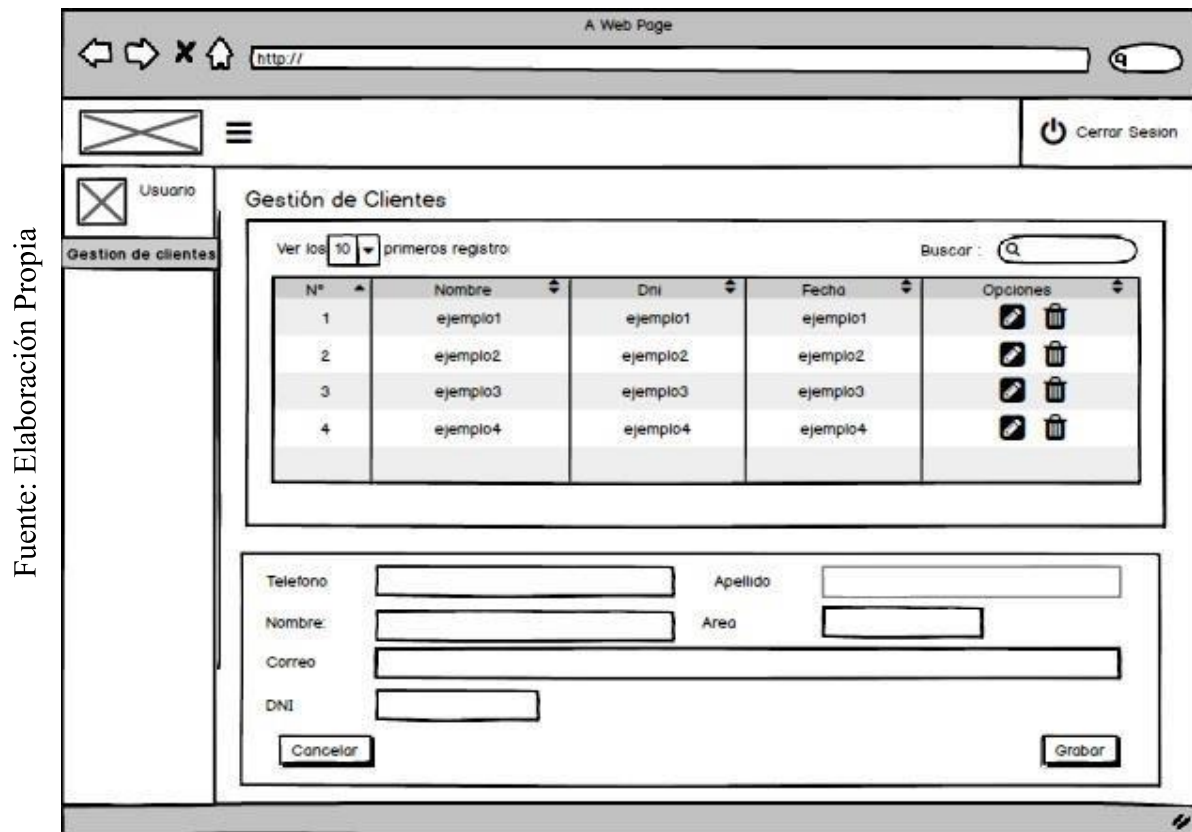 A Web Page
http://
Cerrar Sesion
Usuario
Gestion de clientes
Gestión de Clientes
Ver los 10 primeros registro
Buscar :
N° Nombre Dni Fecha Opciones
1 ejemplo1 ejemplo1 ejemplo1
2 ejemplo2 ejemplo2 ejemplo2
3 ejemplo3 ejemplo3 ejemplo3
4 ejemplo4 ejemplo4 ejemplo4
Telefono Apellido
Nombre: Area
Correo
DNI
Cancelar Grabar
Fuente: Elaboración Propia